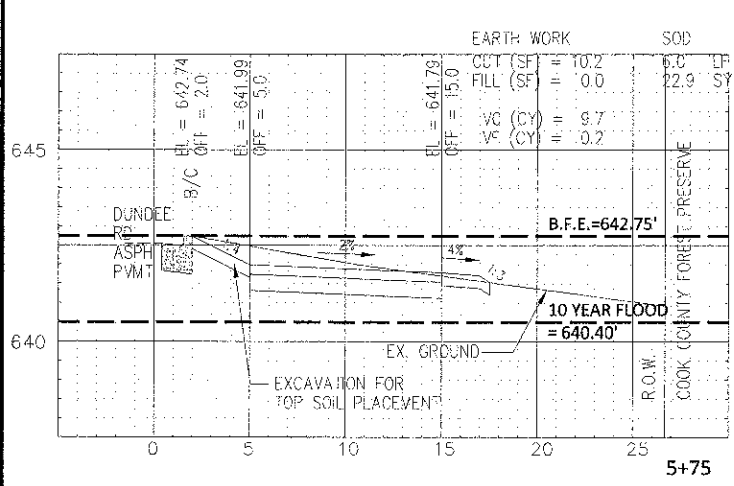 EARTH WORK
CUT (SF) = 10.2
FILL (SF) = 0.0
VC (CY) = 9.7
VF (CY) = 0.2
SOD
6.0 LF
22.9 SY
EL = 642.74
OFF = 2.0
B/C
EL = 641.99
OFF = 5.0
EL = 641.79
OFF = 15.0
645
640
DUNDEE
RD
ASPH
PVMT
1:4
2%
4%
1:3
B.F.E.=642.75'
10 YEAR FLOOD
= 640.40'
EX. GROUND
EXCAVATION FOR
TOP SOIL PLACEMENT
R.O.W.
COOK COUNTY FOREST PRESERVE
0 5 10 15 20 25
5+75